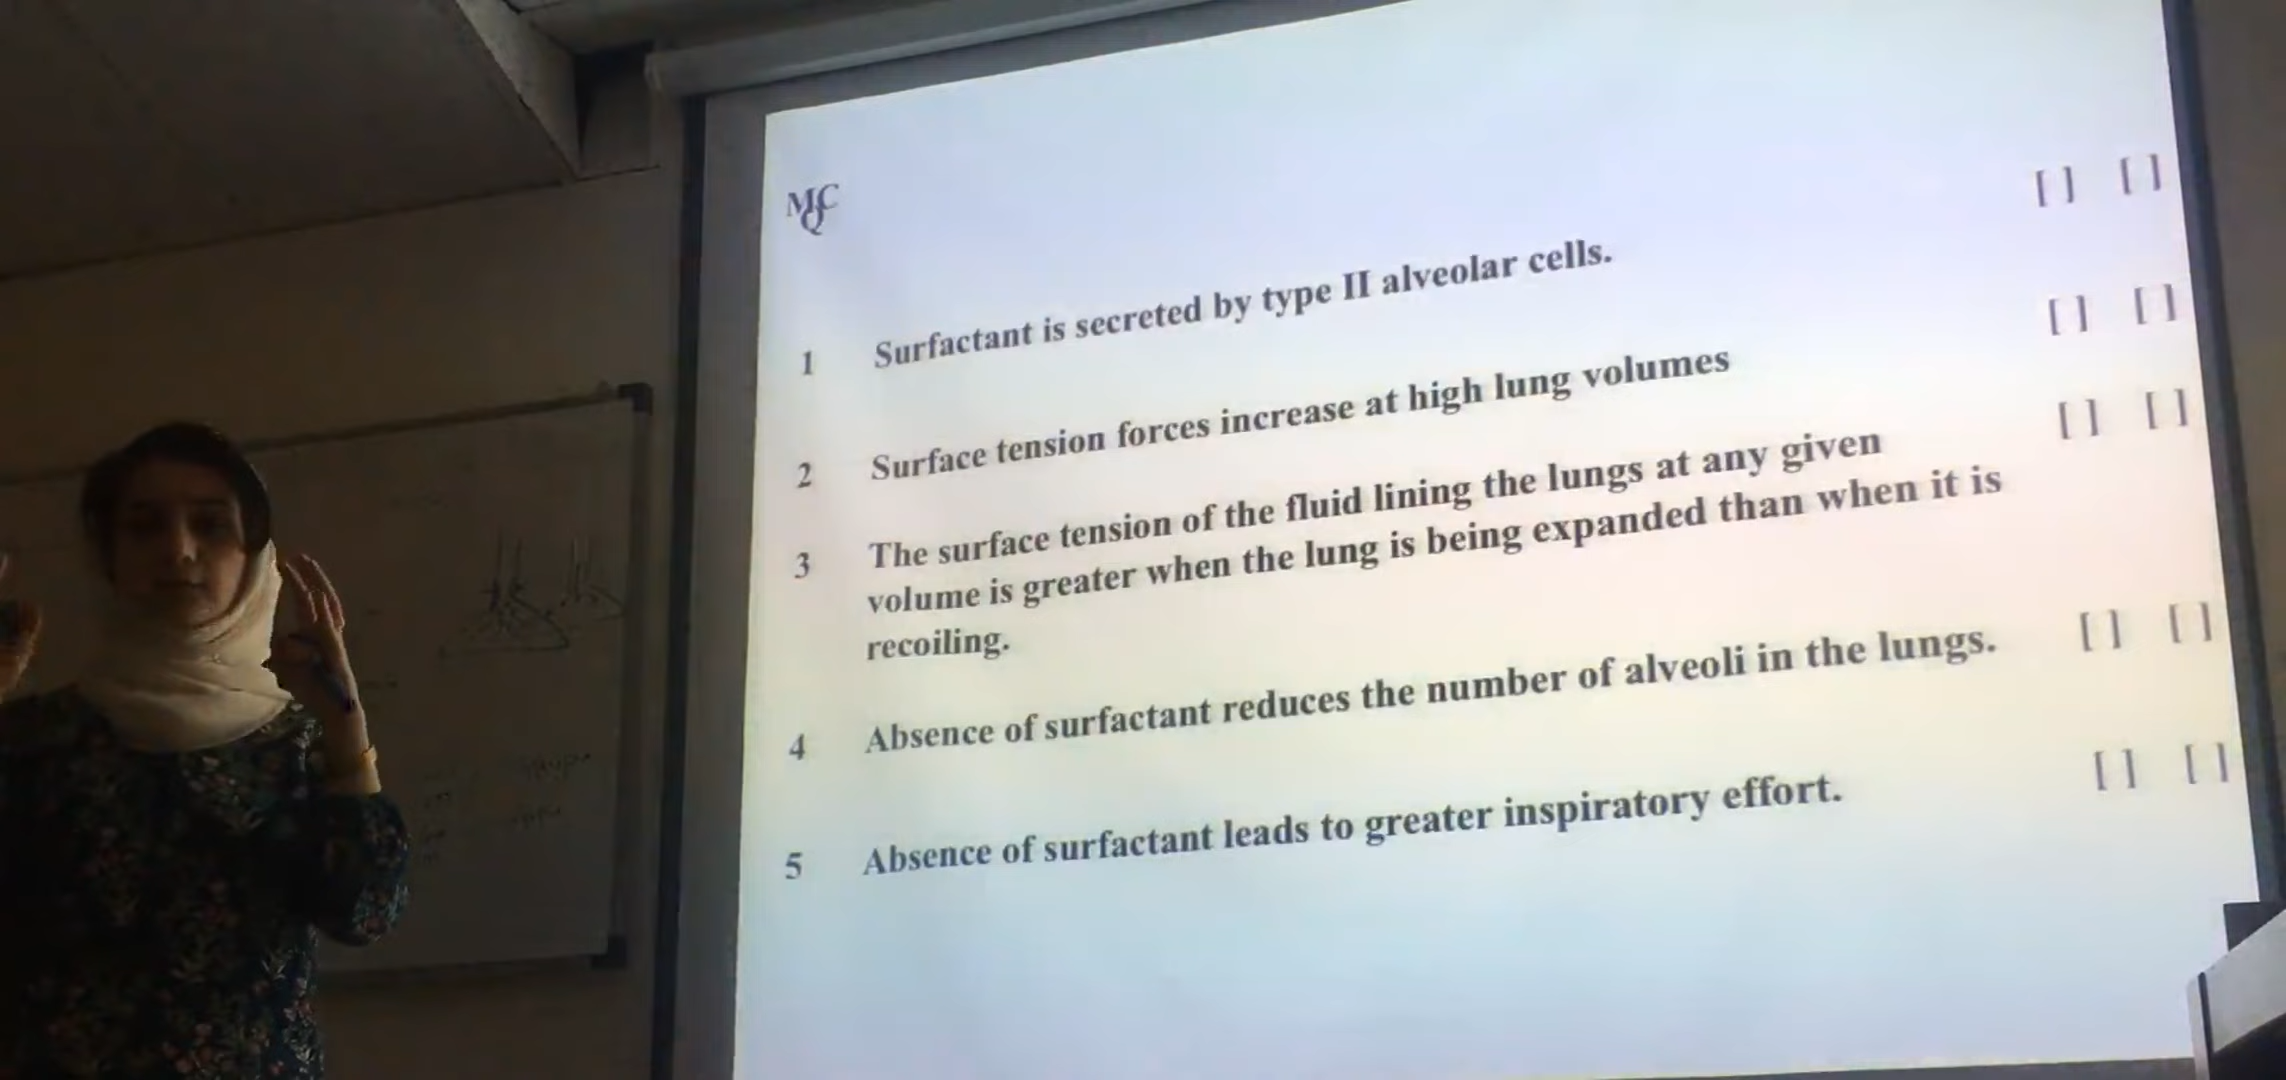 MCQ
[ ] [ ]
1 Surfactant is secreted by type II alveolar cells.
[ ] [ ]
2 Surface tension forces increase at high lung volumes
[ ] [ ]
3 The surface tension of the fluid lining the lungs at any given
volume is greater when the lung is being expanded than when it is
recoiling.
[ ] [ ]
4 Absence of surfactant reduces the number of alveoli in the lungs.
[ ] [ ]
5 Absence of surfactant leads to greater inspiratory effort.